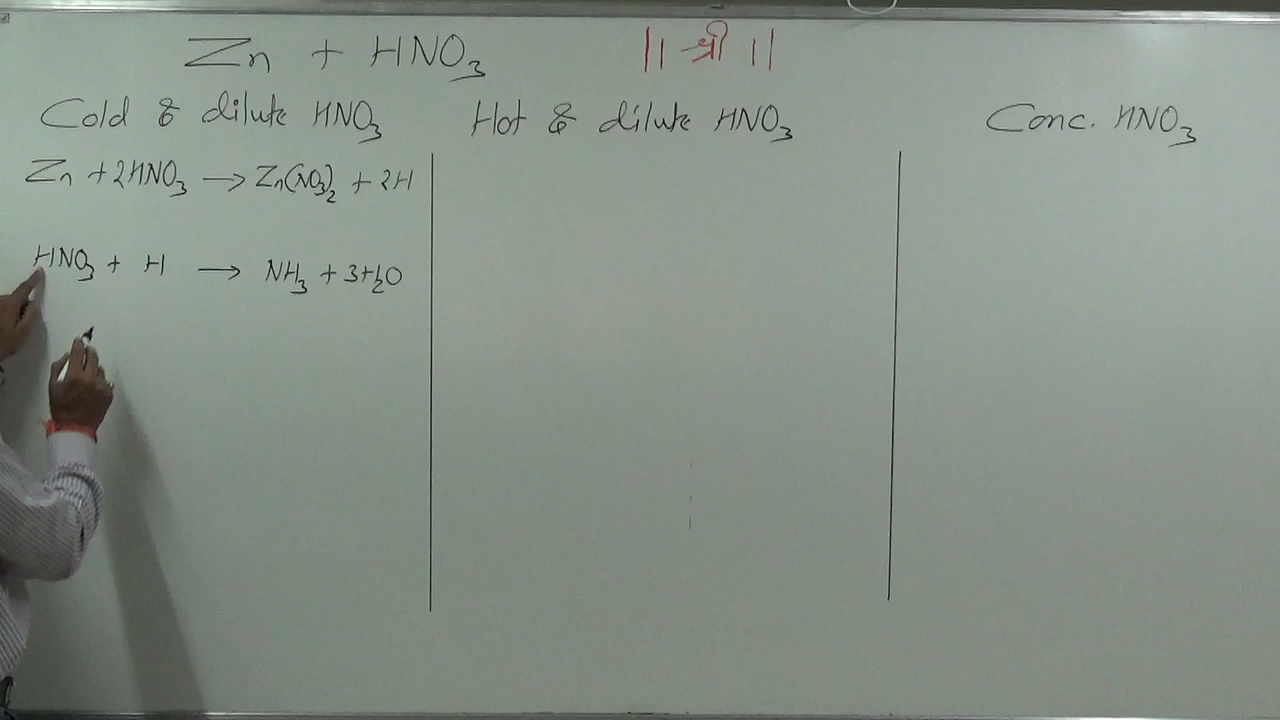 Zn + HNO3 || श्री ||
Cold & dilute HNO3
Zn + 2HNO3 → Zn(NO3)2 + 2H
HNO3 + H → NH3 + 3H2O
Hot & dilute HNO3
Conc. HNO3